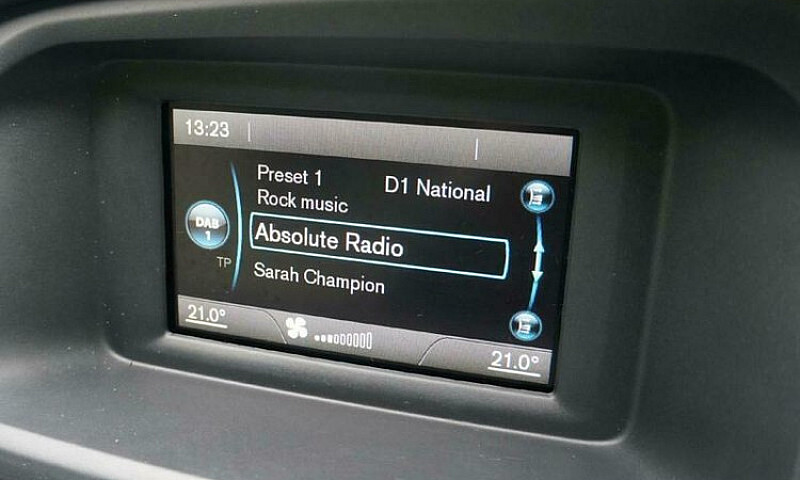 13:23
Preset 1
D1 National
Rock music
DAB
1
Absolute Radio
TP
Sarah Champion
21.0°
21.0°